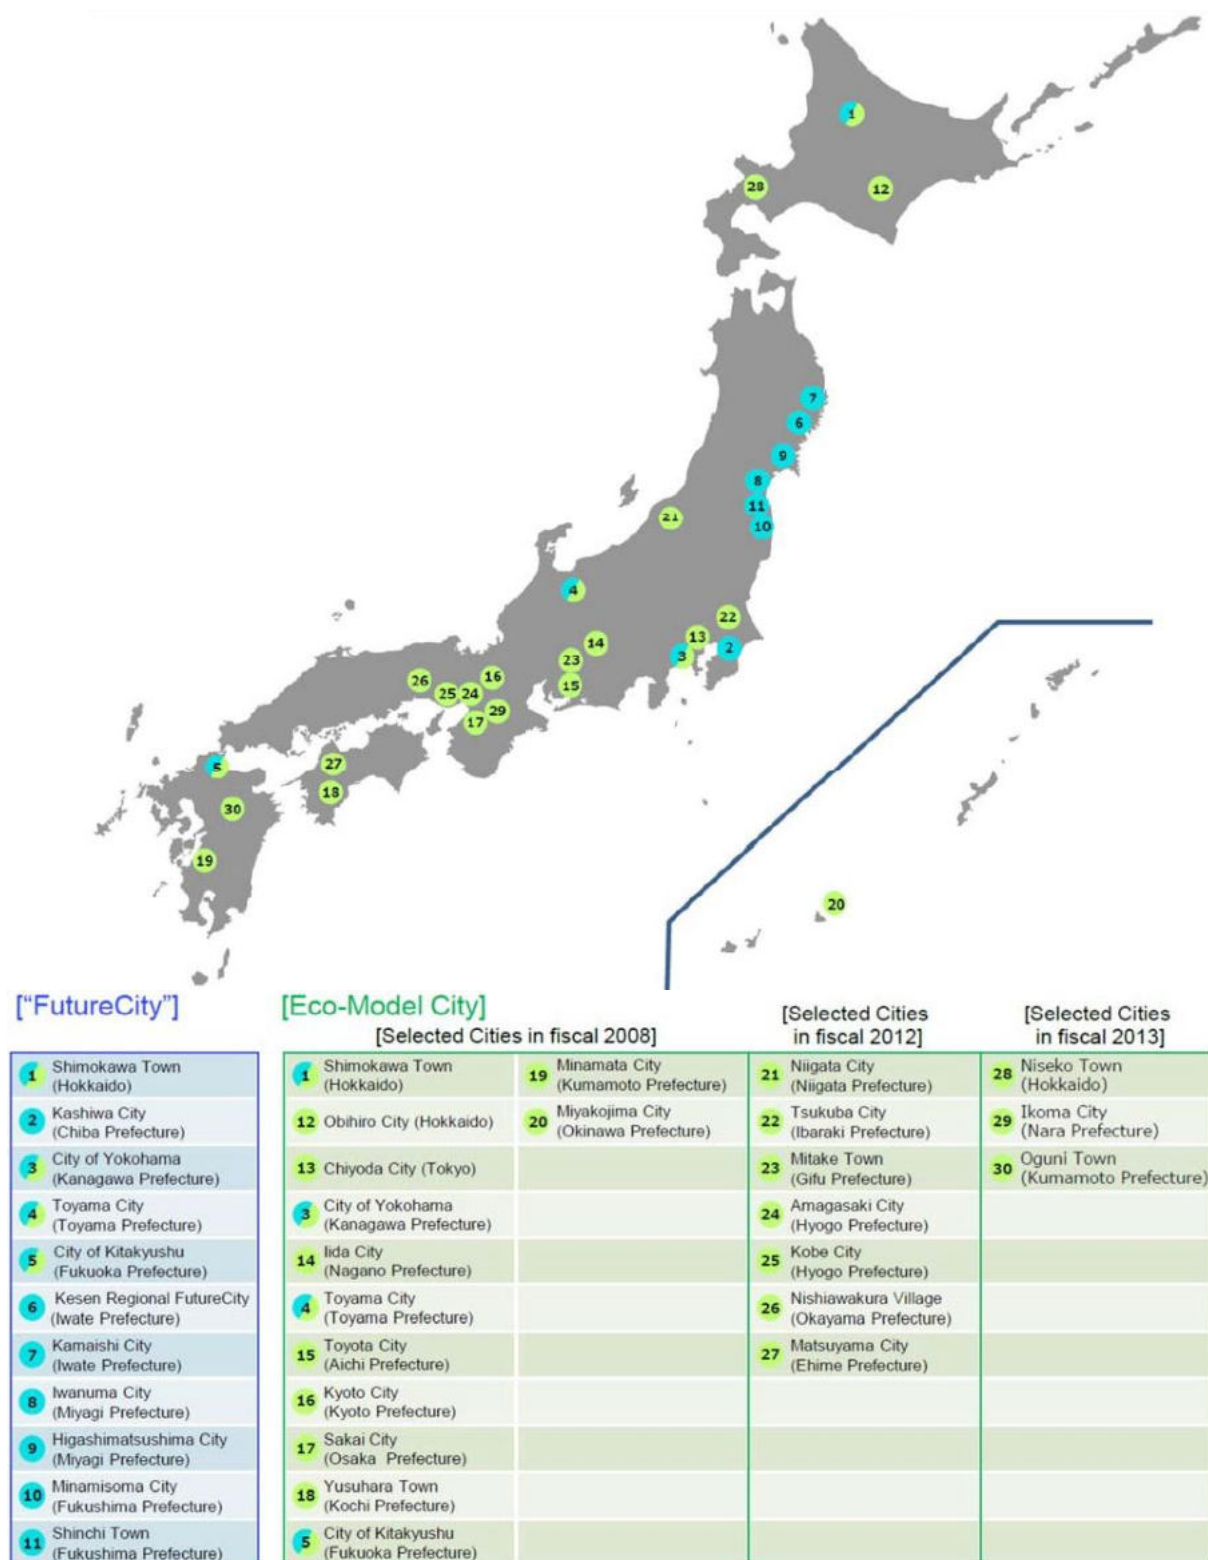 1
28
12
7
6
9
8
11
21
10
4
22
13
14
2
3
23
16
26
15
25
24
29
17
5
27
18
30
19
20
["FutureCity"]
[Eco-Model City]
[Selected Cities in fiscal 2008]
[Selected Cities
in fiscal 2012]
[Selected Cities
in fiscal 2013]
1 Shimokawa Town
(Hokkaido)
2 Kashiwa City
(Chiba Prefecture)
3 City of Yokohama
(Kanagawa Prefecture)
4 Toyama City
(Toyama Prefecture)
5 City of Kitakyushu
(Fukuoka Prefecture)
6 Kesen Regional FutureCity
(Iwate Prefecture)
7 Kamaishi City
(Iwate Prefecture)
8 Iwanuma City
(Miyagi Prefecture)
9 Higashimatsushima City
(Miyagi Prefecture)
10 Minamisoma City
(Fukushima Prefecture)
11 Shinchi Town
(Fukushima Prefecture)
1 Shimokawa Town
(Hokkaido)
12 Obihiro City (Hokkaido)
13 Chiyoda City (Tokyo)
3 City of Yokohama
(Kanagawa Prefecture)
14 Iida City
(Nagano Prefecture)
4 Toyama City
(Toyama Prefecture)
15 Toyota City
(Aichi Prefecture)
16 Kyoto City
(Kyoto Prefecture)
17 Sakai City
(Osaka Prefecture)
18 Yusuhara Town
(Kochi Prefecture)
5 City of Kitakyushu
(Fukuoka Prefecture)
19 Minamata City
(Kumamoto Prefecture)
20 Miyakojima City
(Okinawa Prefecture)
21 Niigata City
(Niigata Prefecture)
22 Tsukuba City
(Ibaraki Prefecture)
23 Mitake Town
(Gifu Prefecture)
24 Amagasaki City
(Hyogo Prefecture)
25 Kobe City
(Hyogo Prefecture)
26 Nishiawakura Village
(Okayama Prefecture)
27 Matsuyama City
(Ehime Prefecture)
28 Niseko Town
(Hokkaido)
29 Ikoma City
(Nara Prefecture)
30 Oguni Town
(Kumamoto Prefecture)